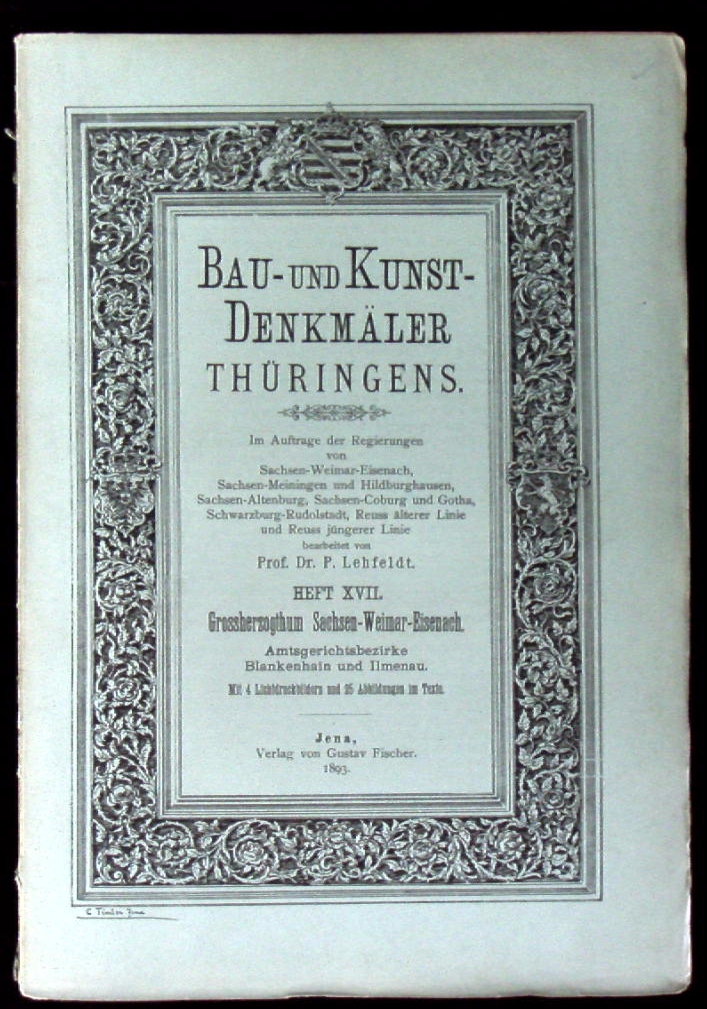 BAU- UND KUNST-
DENKMÄLER
THÜRINGENS.
Im Auftrage der Regierungen
von
Sachsen-Weimar-Eisenach,
Sachsen-Meiningen und Hildburghausen,
Sachsen-Altenburg, Sachsen-Coburg und Gotha,
Schwarzburg-Rudolstadt, Reuss älterer Linie
und Reuss jüngerer Linie
bearbeitet von
Prof. Dr. P. Lehfeldt.
HEFT XVII.
Grossherzogthum Sachsen-Weimar-Eisenach.
Amtsgerichtsbezirke
Blankenhain und Ilmenau.
Mit 4 Lichtdruckbildern und 25 Abbildungen im Texte.
Jena,
Verlag von Gustav Fischer.
1893.